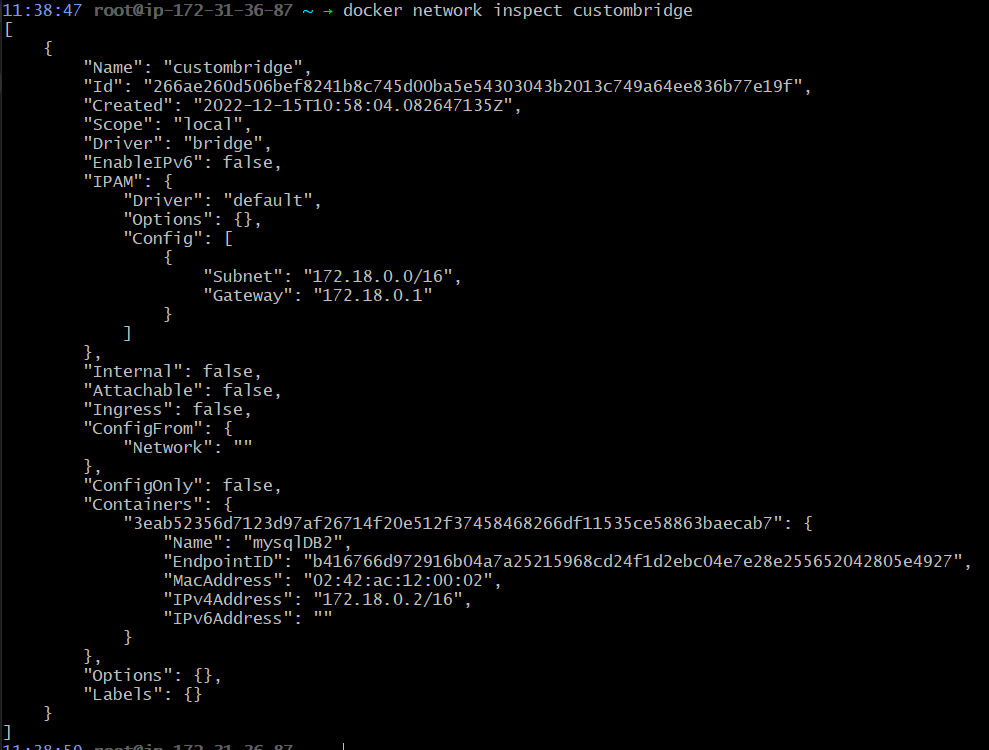 11:38:47 root@ip-172-31-36-87 ~ → docker network inspect custombridge
[
    {
        "Name": "custombridge",
        "Id": "266ae260d506bef8241b8c745d00ba5e54303043b2013c749a64ee836b77e19f",
        "Created": "2022-12-15T10:58:04.082647135Z",
        "Scope": "local",
        "Driver": "bridge",
        "EnableIPv6": false,
        "IPAM": {
            "Driver": "default",
            "Options": {},
            "Config": [
                {
                    "Subnet": "172.18.0.0/16",
                    "Gateway": "172.18.0.1"
                }
            ]
        },
        "Internal": false,
        "Attachable": false,
        "Ingress": false,
        "ConfigFrom": {
            "Network": ""
        },
        "ConfigOnly": false,
        "Containers": {
            "3eab52356d7123d97af26714f20e512f37458468266df11535ce58863baecab7": {
                "Name": "mysqlDB2",
                "EndpointID": "b416766d972916b04a7a25215968cd24f1d2ebc04e7e28e255652042805e4927",
                "MacAddress": "02:42:ac:12:00:02",
                "IPv4Address": "172.18.0.2/16",
                "IPv6Address": ""
            }
        },
        "Options": {},
        "Labels": {}
    }
]
root@ip-172-31-36-87